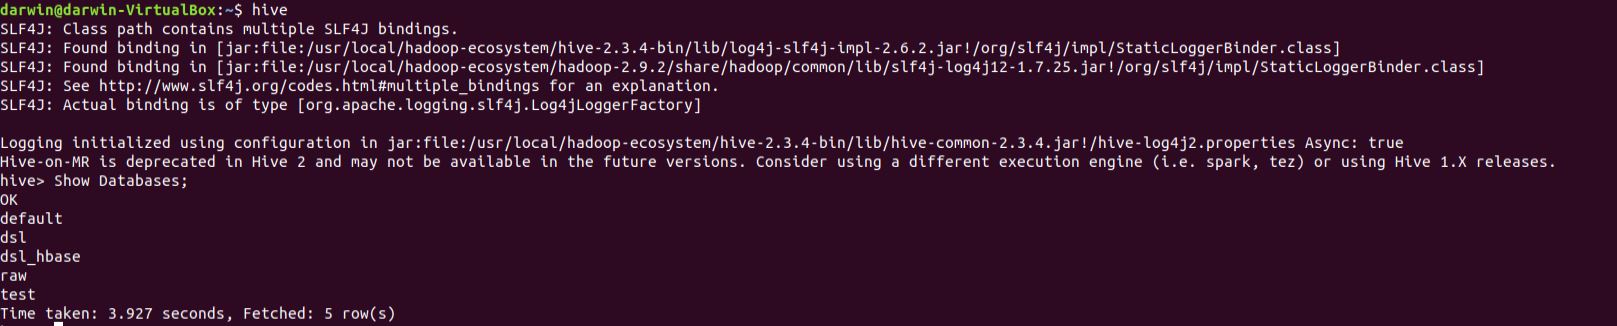 darwin@darwin-VirtualBox:~$ hive
SLF4J: Class path contains multiple SLF4J bindings.
SLF4J: Found binding in [jar:file:/usr/local/hadoop-ecosystem/hive-2.3.4-bin/lib/log4j-slf4j-impl-2.6.2.jar!/org/slf4j/impl/StaticLoggerBinder.class]
SLF4J: Found binding in [jar:file:/usr/local/hadoop-ecosystem/hadoop-2.9.2/share/hadoop/common/lib/slf4j-log4j12-1.7.25.jar!/org/slf4j/impl/StaticLoggerBinder.class]
SLF4J: See http://www.slf4j.org/codes.html#multiple_bindings for an explanation.
SLF4J: Actual binding is of type [org.apache.logging.slf4j.Log4jLoggerFactory]
Logging initialized using configuration in jar:file:/usr/local/hadoop-ecosystem/hive-2.3.4-bin/lib/hive-common-2.3.4.jar!/hive-log4j2.properties Async: true
Hive-on-MR is deprecated in Hive 2 and may not be available in the future versions. Consider using a different execution engine (i.e. spark, tez) or using Hive 1.X releases.
hive> Show Databases;
OK
default
dsl
dsl_hbase
raw
test
Time taken: 3.927 seconds, Fetched: 5 row(s)